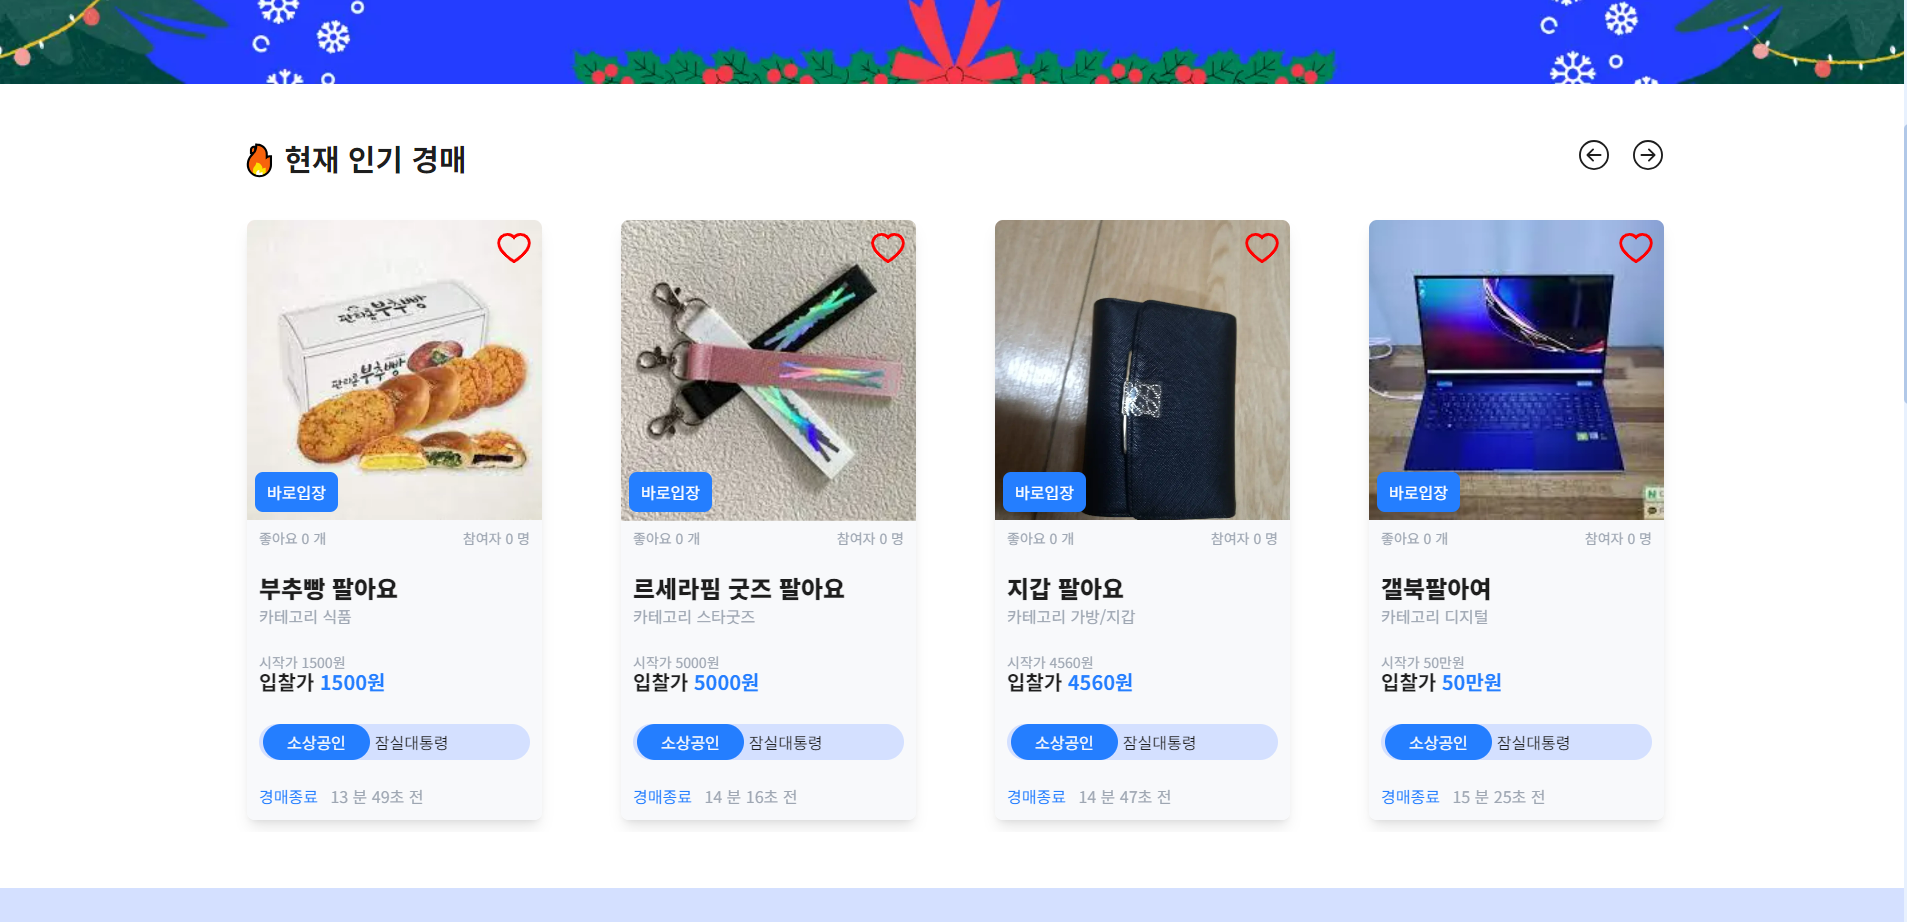 현재 인기 경매
판타롱 부추빵
판타롱 부추빵
바로입장
좋아요 0 개
참여자 0 명
부추빵 팔아요
카테고리 식품
시작가 1500원
입찰가 1500원
소상공인 잠실대통령
경매종료 13 분 49초 전
바로입장
좋아요 0 개
참여자 0 명
르세라핌 굿즈 팔아요
카테고리 스타굿즈
시작가 5000원
입찰가 5000원
소상공인 잠실대통령
경매종료 14 분 16초 전
바로입장
좋아요 0 개
참여자 0 명
지갑 팔아요
카테고리 가방/지갑
시작가 4560원
입찰가 4560원
소상공인 잠실대통령
경매종료 14 분 47초 전
바로입장
좋아요 0 개
참여자 0 명
갤북팔아여
카테고리 디지털
시작가 50만원
입찰가 50만원
소상공인 잠실대통령
경매종료 15 분 25초 전